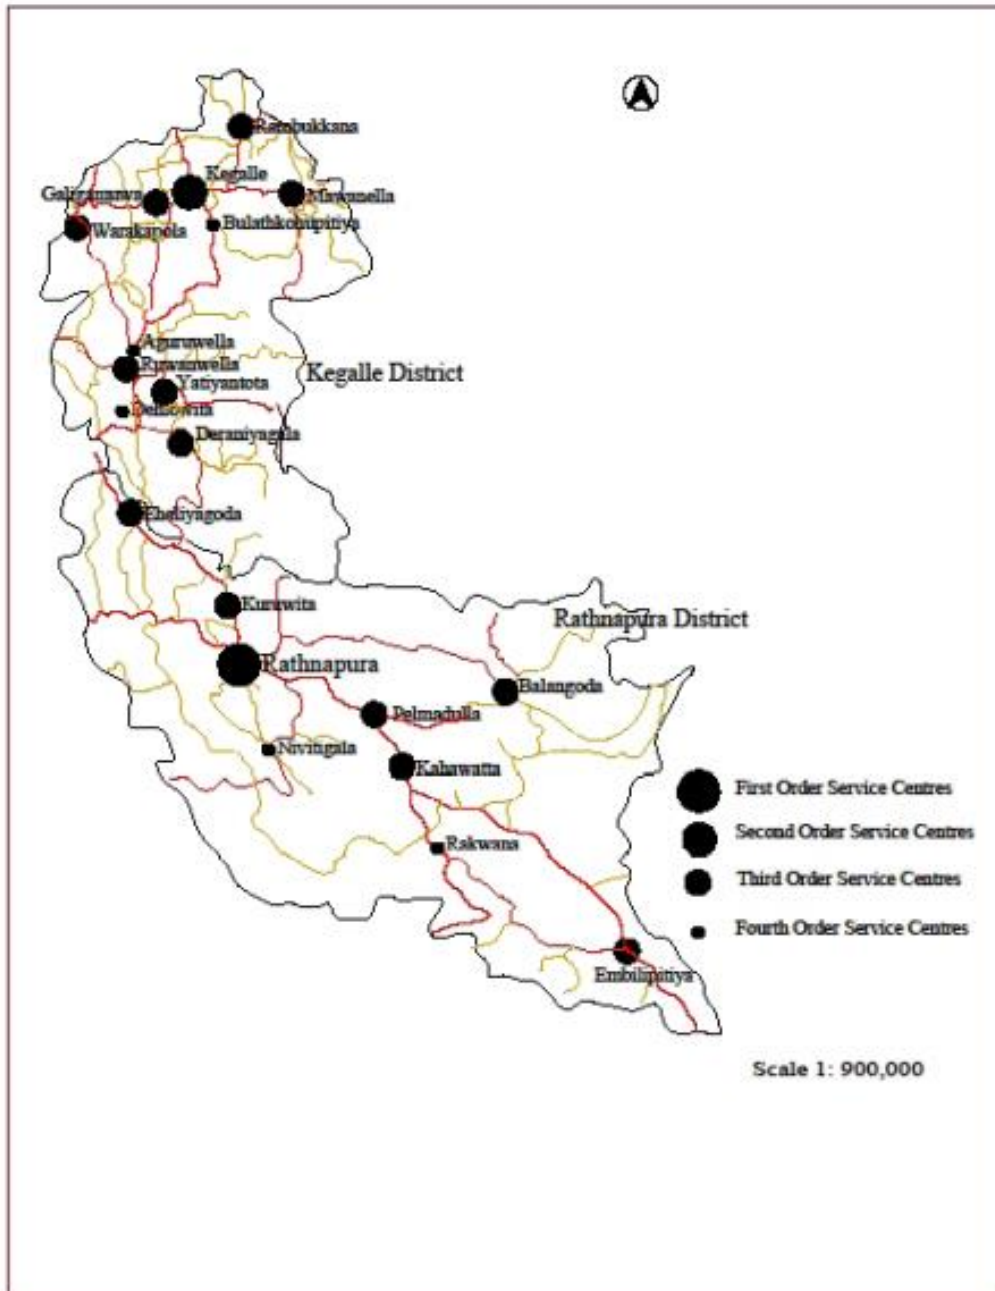 Rambukkana
Kegalle
Galigamuwa
Mawanella
Bulathkohupitiya
Warakapola
Aguruwella
Ruwanwella
Yatiyantota
Kegalle District
Dehiowita
Deraniyagala
Eheliyagoda
Kuruwita
Rathnapura District
Rathnapura
Balangoda
Pelmadulla
Nivitigala
Kahawatta
First Order Service Centres
Second Order Service Centres
Rakwana
Third Order Service Centres
Fourth Order Service Centres
Embilipitiya
Scale 1: 900,000